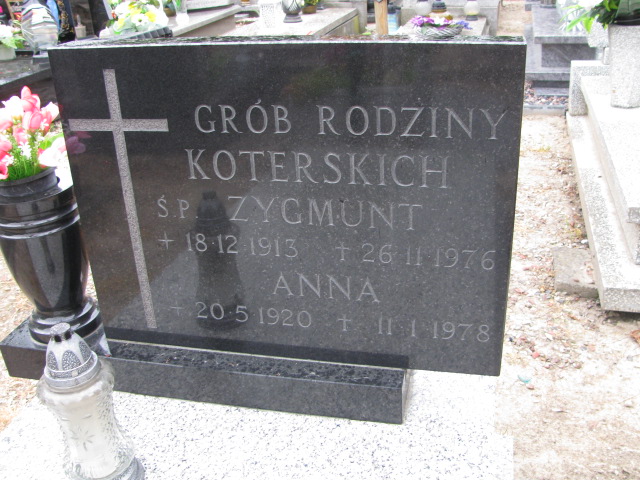 GRÓB RODZINY
KOTERSKICH
Ś.P. ZYGMUNT
+ 18·12·1913 + 26·11·1976
ANNA
+ 20·5·1920 + 11·1·1978